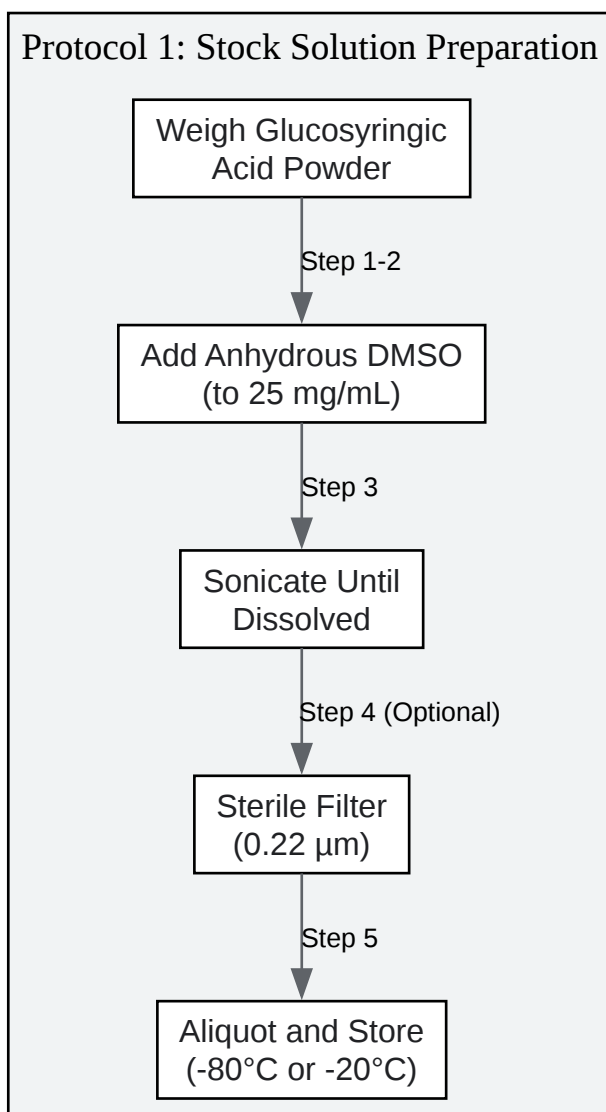 Protocol 1: Stock Solution Preparation
Weigh Glucosyringic
Acid Powder
Step 1-2
Add Anhydrous DMSO
(to 25 mg/mL)
Step 3
Sonicate Until
Dissolved
Step 4 (Optional)
Sterile Filter
(0.22 µm)
Step 5
Aliquot and Store
(-80°C or -20°C)